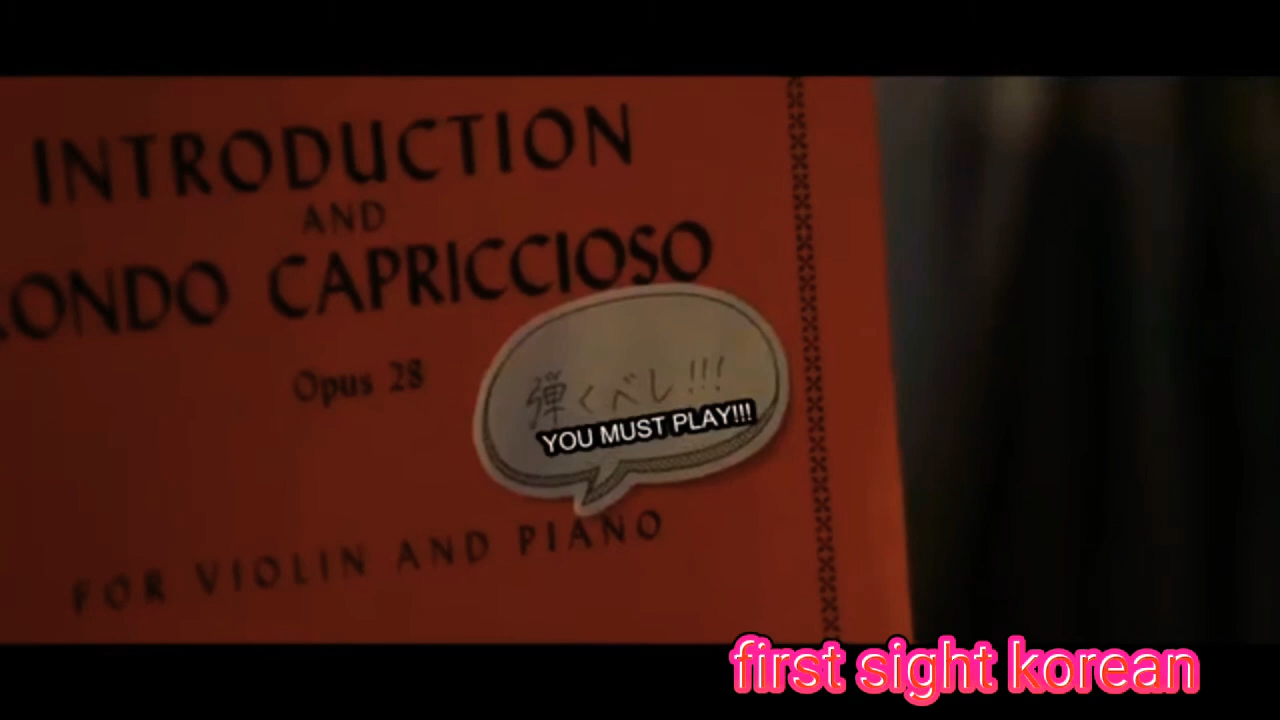 INTRODUCTION
AND
RONDO CAPRICCIOSO
Opus 28
弾くべし!!!
YOU MUST PLAY!!!
FOR VIOLIN AND PIANO
first sight korean